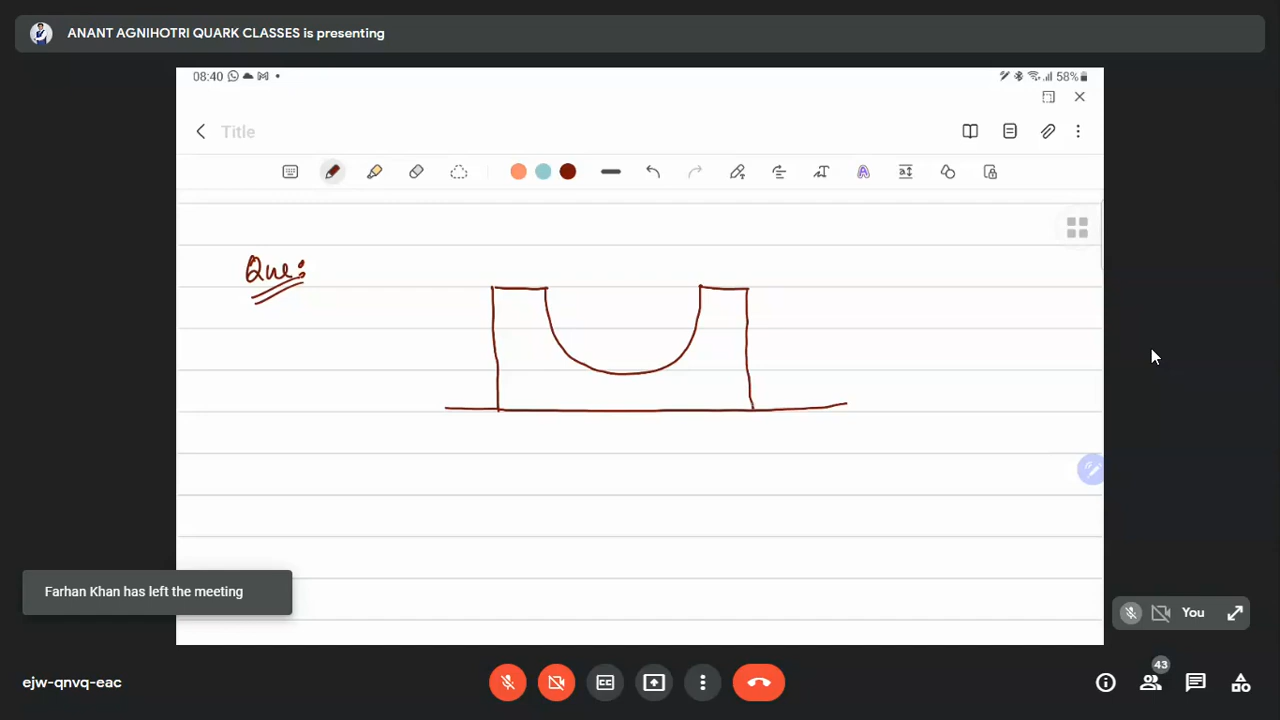 ANANT AGNIHOTRI QUARK CLASSES is presenting
08:40 58%
Title
Que:
Farhan Khan has left the meeting
You
ejw-qnvq-eac
CC
43